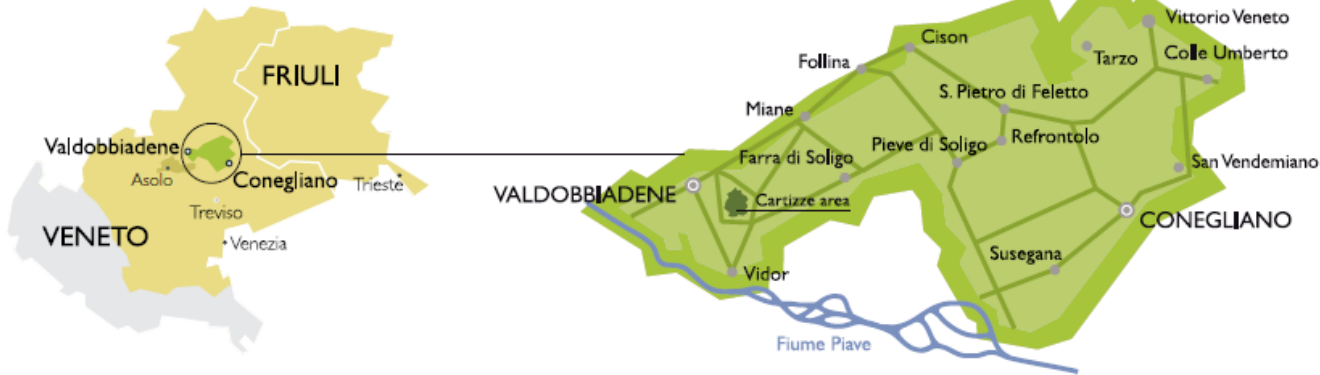 FRIULI
Valdobbiadene
Asolo
Conegliano
Trieste
Treviso
VENETO
Venezia
Vittorio Veneto
Cison
Tarzo
Colle Umberto
Follina
S. Pietro di Feletto
Miane
Pieve di Soligo
Refrontolo
Farra di Soligo
San Vendemiano
VALDOBBIADENE
Cartizze area
CONEGLIANO
Susegana
Vidor
Fiume Piave